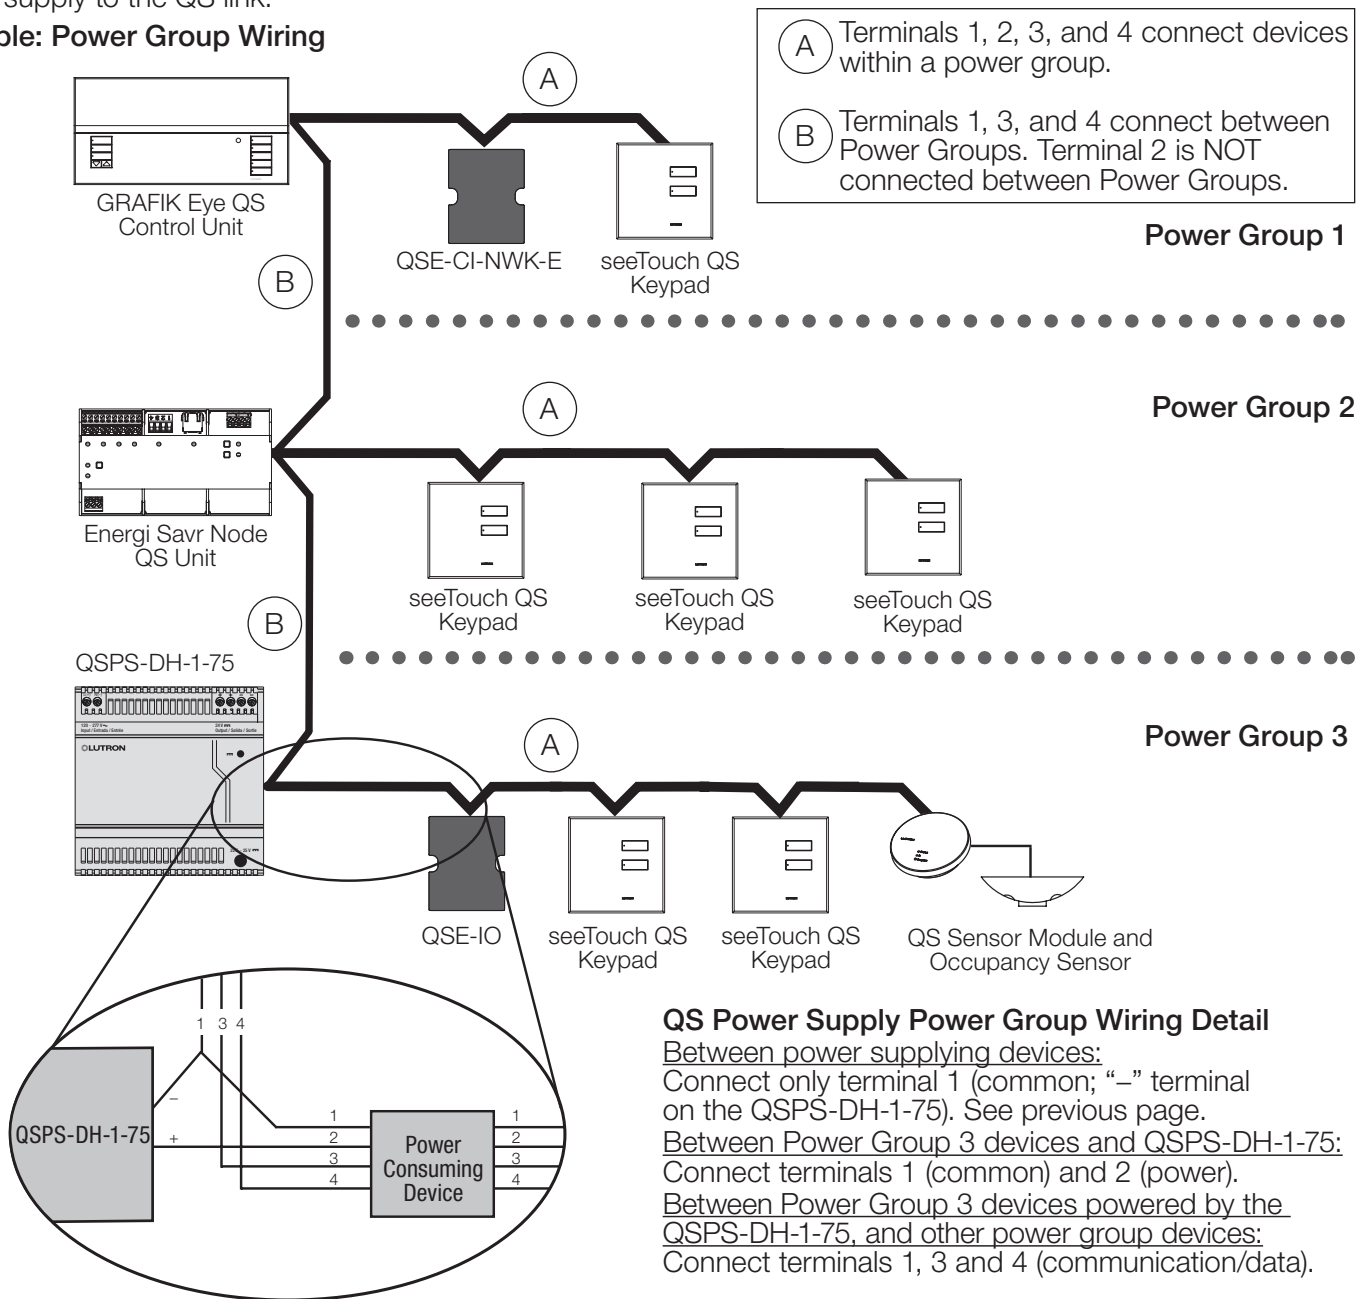 supply to the QS link.
ple: Power Group Wiring
A
Terminals 1, 2, 3, and 4 connect devices
within a power group.
B
Terminals 1, 3, and 4 connect between
Power Groups. Terminal 2 is NOT
connected between Power Groups.
A
GRAFIK Eye QS
Control Unit
QSE-CI-NWK-E
seeTouch QS
Keypad
Power Group 1
B
A
Power Group 2
Energi Savr Node
QS Unit
seeTouch QS
Keypad
seeTouch QS
Keypad
seeTouch QS
Keypad
B
QSPS-DH-1-75
120 - 277 V
Input / Entrada / Entrée
24 V
Output / Salida / Sortie
LUTRON
A
Power Group 3
QSE-IO
seeTouch QS
Keypad
seeTouch QS
Keypad
QS Sensor Module and
Occupancy Sensor
1 3 4
–
+
QSPS-DH-1-75
1
2
3
4
Power
Consuming
Device
1
2
3
4
QS Power Supply Power Group Wiring Detail
Between power supplying devices:
Connect only terminal 1 (common; “–” terminal
on the QSPS-DH-1-75). See previous page.
Between Power Group 3 devices and QSPS-DH-1-75:
Connect terminals 1 (common) and 2 (power).
Between Power Group 3 devices powered by the
QSPS-DH-1-75, and other power group devices:
Connect terminals 1, 3 and 4 (communication/data).